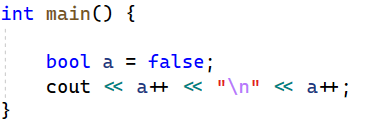 int main() {
bool a = false;
cout << a++ << "\n" << a++;
}